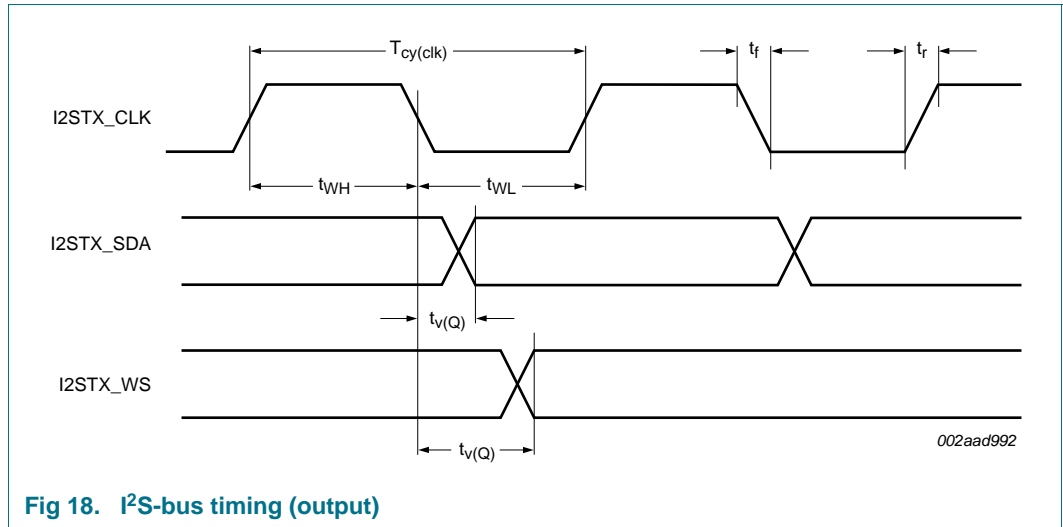 Tcy(clk)
tf
tr
I2STX_CLK
tWH
tWL
I2STX_SDA
tv(Q)
I2STX_WS
tv(Q)
002aad992
Fig 18. I²S-bus timing (output)